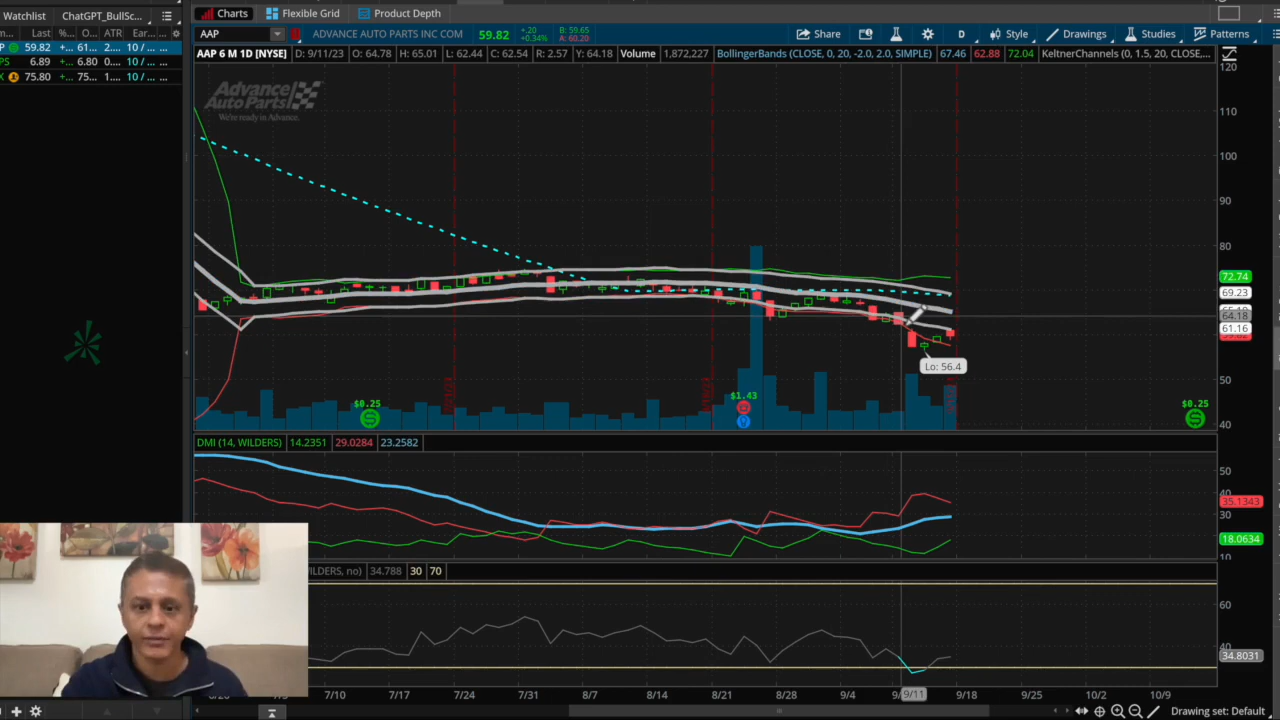 Watchlist ChatGPT_BullSc... Charts Flexible Grid Product Depth
Last %... O... ATR Ear...
59.82 +... 61... 2.... 10 / ...
6.89 +... 6.80 0.... 10 / ...
75.80 +... 75... 1.... 10 / ...
AAP ADVANCE AUTO PARTS INC COM 59.82 +.20 +0.34% B: 59.65 A: 60.20 Share D Style Drawings Studies Patterns
AAP 6 M 1D [NYSE] D: 9/11/23 O: 64.78 H: 65.01 L: 62.44 C: 62.54 R: 2.57 Y: 64.18 Volume 1,872,227 BollingerBands (CLOSE, 0, 20, -2.0, 2.0, SIMPLE) 67.46 62.88 72.04 KeltnerChannels (0, 1.5, 20, CLOSE,...
Advance
Auto Parts
We're ready in Advance.
120
110
100
90
80
72.74
69.23
64.18
61.16
Lo: 56.4
50
40
$0.25 $1.43 $0.25
DMI (14, WILDERS) 14.2351 29.0284 23.2582
50
40
35.1343
30
18.0634
10
WILDERS, no) 34.788 30 70
60
40
34.8031
7/10 7/17 7/24 7/31 8/7 8/14 8/21 8/28 9/4 9/11 9/18 9/25 10/2 10/9
Drawing set: Default